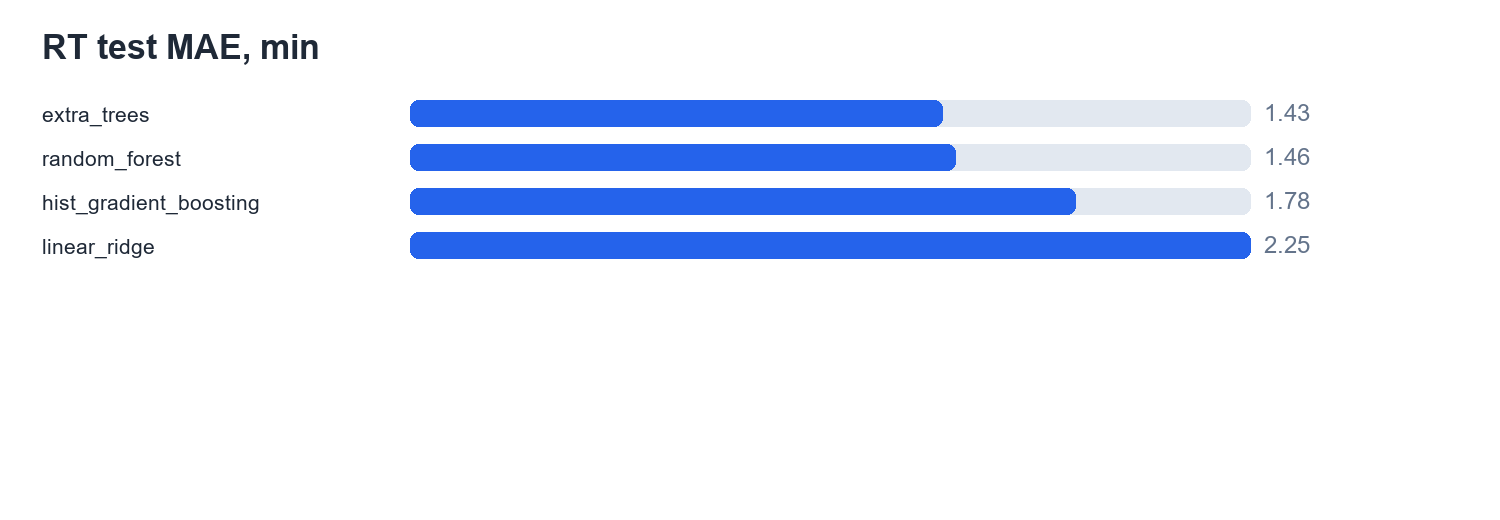 RT test MAE, min
extra_trees 1.43
random_forest 1.46
hist_gradient_boosting 1.78
linear_ridge 2.25